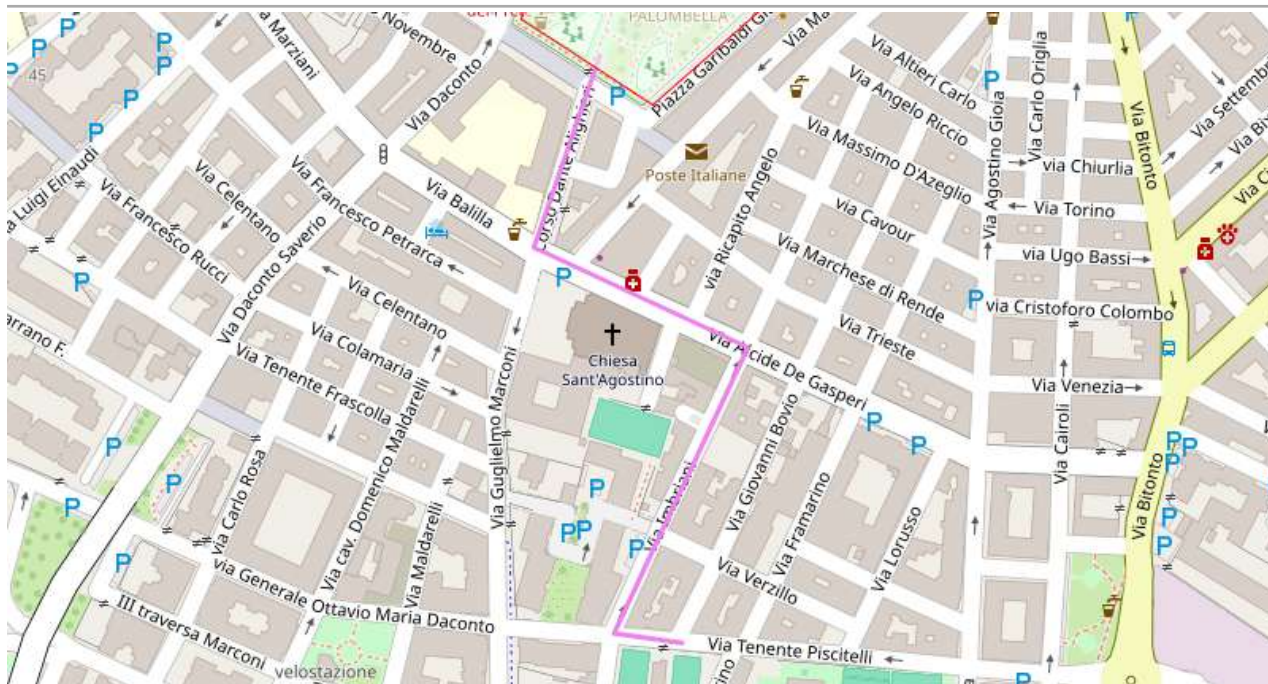 PALOMBELLA
Piazza Garibaldi Gi
Novembre
Via Marziani
Via Daconto
45
Corso Dante Alighieri
Poste Italiane
Via Altieri Carlo
Via Angelo Riccio
Via Massimo D'Azeglio
via Cavour
Via Marchese di Rende
Via Trieste
via Ricapito Angelo
Via Agostino Gioia
Via Carlo Origlia
via Chiurlia
Via Torino
via Ugo Bassi
via Cristoforo Colombo
Via Venezia
Via Bitonto
Via Settembre
Via Cairoli
Via Bitonto
a Luigi Einaudi
Via Francesco Rucci
Via Celentano
Via Francesco Petrarca
Via Balilla
Via Daconto Saverio
Via Celentano
Via Colamaria
Via Tenente Frascolla
arrano F.
Via Guglielmo Marconi
Chiesa
Sant'Agostino
Via Alcide De Gasperi
Via Imbriani
Via Giovanni Bovio
Via Framarino
Via Lorusso
Via Verzillo
via Carlo Rosa
Via cav. Domenico Maldarelli
Via Maldarelli
via Generale Ottavio Maria Daconto
III traversa Marconi
velostazione
Via Tenente Piscitelli
rino
P